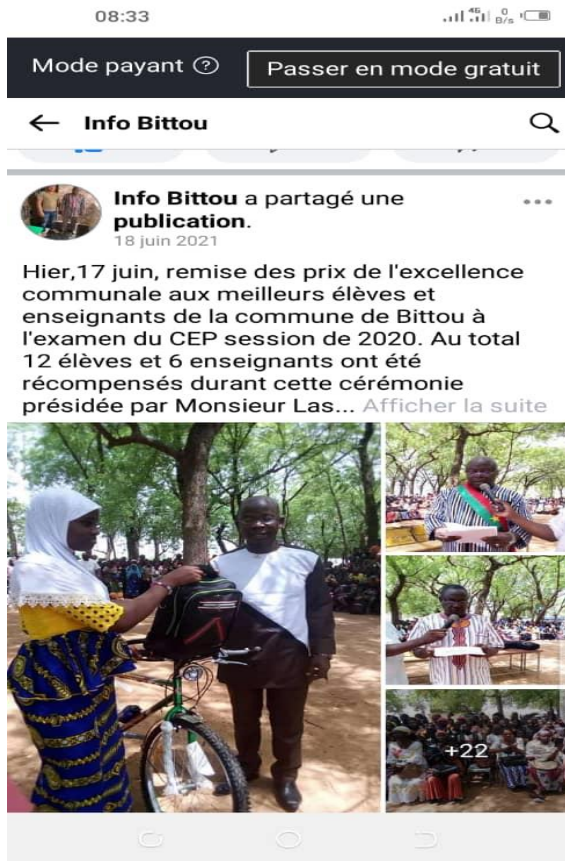 08:33
4G
0
B/s
Mode payant ?
Passer en mode gratuit
Info Bittou
Info Bittou a partagé une
publication.
18 juin 2021
Hier,17 juin, remise des prix de l'excellence
communale aux meilleurs élèves et
enseignants de la commune de Bittou à
l'examen du CEP session de 2020. Au total
12 élèves et 6 enseignants ont été
récompensés durant cette cérémonie
présidée par Monsieur Las... Afficher la suite
+22